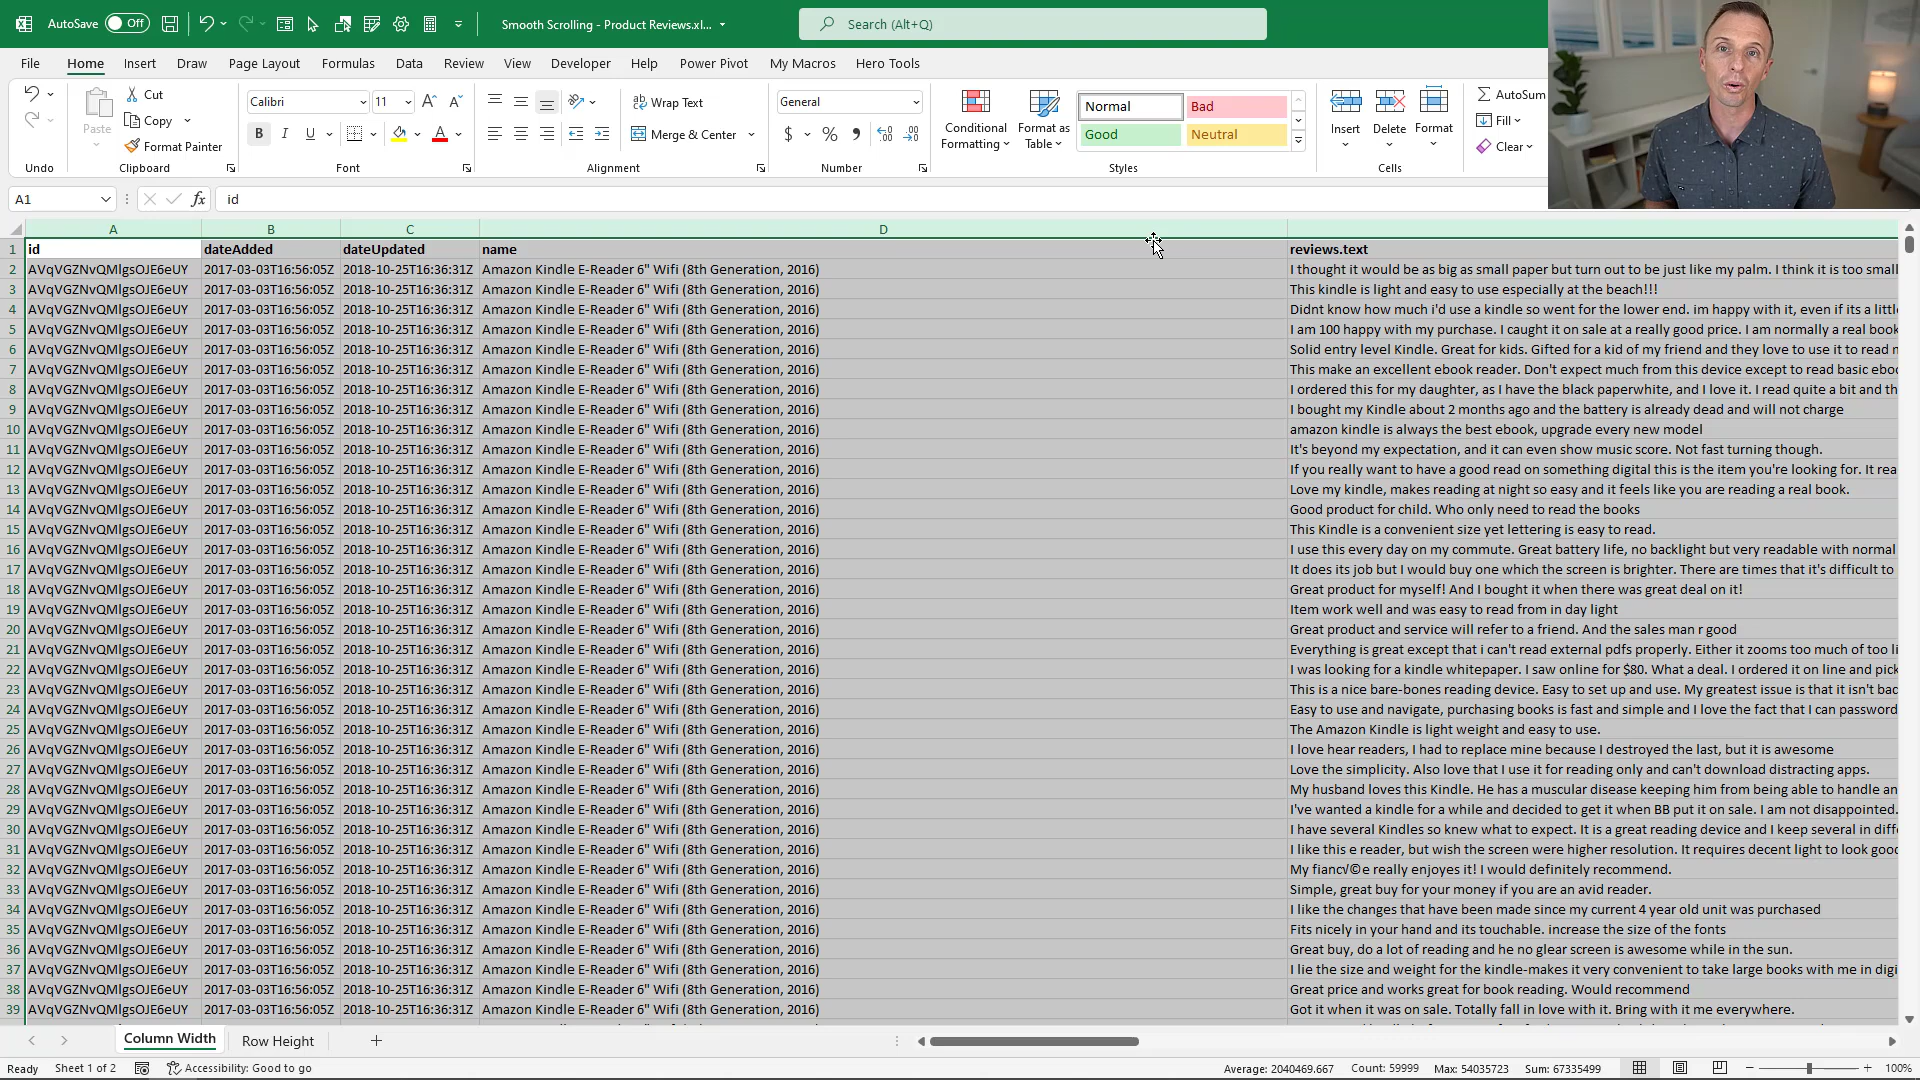 AutoSave Off Smooth Scrolling - Product Reviews.xl... Search (Alt+Q)
File Home Insert Draw Page Layout Formulas Data Review View Developer Help Power Pivot My Macros Hero Tools
Paste Cut Calibri 11 Wrap Text General Conditional Formatting Format as Table Normal Bad Insert Delete Format AutoSum
Copy B I U A Merge & Center $ % Good Neutral Fill
Format Painter Clear
Undo Clipboard Font Alignment Number Styles Cells
A1 fx id
A B C D
1 id dateAdded dateUpdated name reviews.text
2 AVqVGZNvQMlgsOJE6eUY 2017-03-03T16:56:05Z 2018-10-25T16:36:31Z Amazon Kindle E-Reader 6" Wifi (8th Generation, 2016) I thought it would be as big as small paper but turn out to be just like my palm. I think it is too small
3 AVqVGZNvQMlgsOJE6eUY 2017-03-03T16:56:05Z 2018-10-25T16:36:31Z Amazon Kindle E-Reader 6" Wifi (8th Generation, 2016) This kindle is light and easy to use especially at the beach!!!
4 AVqVGZNvQMlgsOJE6eUY 2017-03-03T16:56:05Z 2018-10-25T16:36:31Z Amazon Kindle E-Reader 6" Wifi (8th Generation, 2016) Didnt know how much i'd use a kindle so went for the lower end. im happy with it, even if its a little
5 AVqVGZNvQMlgsOJE6eUY 2017-03-03T16:56:05Z 2018-10-25T16:36:31Z Amazon Kindle E-Reader 6" Wifi (8th Generation, 2016) I am 100 happy with my purchase. I caught it on sale at a really good price. I am normally a real book
6 AVqVGZNvQMlgsOJE6eUY 2017-03-03T16:56:05Z 2018-10-25T16:36:31Z Amazon Kindle E-Reader 6" Wifi (8th Generation, 2016) Solid entry level Kindle. Great for kids. Gifted for a kid of my friend and they love to use it to read
7 AVqVGZNvQMlgsOJE6eUY 2017-03-03T16:56:05Z 2018-10-25T16:36:31Z Amazon Kindle E-Reader 6" Wifi (8th Generation, 2016) This make an excellent ebook reader. Don't expect much from this device except to read basic eboo
8 AVqVGZNvQMlgsOJE6eUY 2017-03-03T16:56:05Z 2018-10-25T16:36:31Z Amazon Kindle E-Reader 6" Wifi (8th Generation, 2016) I ordered this for my daughter, as I have the black paperwhite, and I love it. I read quite a bit and th
9 AVqVGZNvQMlgsOJE6eUY 2017-03-03T16:56:05Z 2018-10-25T16:36:31Z Amazon Kindle E-Reader 6" Wifi (8th Generation, 2016) I bought my Kindle about 2 months ago and the battery is already dead and will not charge
10 AVqVGZNvQMlgsOJE6eUY 2017-03-03T16:56:05Z 2018-10-25T16:36:31Z Amazon Kindle E-Reader 6" Wifi (8th Generation, 2016) amazon kindle is always the best ebook, upgrade every new model
11 AVqVGZNvQMlgsOJE6eUY 2017-03-03T16:56:05Z 2018-10-25T16:36:31Z Amazon Kindle E-Reader 6" Wifi (8th Generation, 2016) It's beyond my expectation, and it can even show music score. Not fast turning though.
12 AVqVGZNvQMlgsOJE6eUY 2017-03-03T16:56:05Z 2018-10-25T16:36:31Z Amazon Kindle E-Reader 6" Wifi (8th Generation, 2016) If you really want to have a good read on something digital this is the item you're looking for. It rea
13 AVqVGZNvQMlgsOJE6eUY 2017-03-03T16:56:05Z 2018-10-25T16:36:31Z Amazon Kindle E-Reader 6" Wifi (8th Generation, 2016) Love my kindle, makes reading at night so easy and it feels like you are reading a real book.
14 AVqVGZNvQMlgsOJE6eUY 2017-03-03T16:56:05Z 2018-10-25T16:36:31Z Amazon Kindle E-Reader 6" Wifi (8th Generation, 2016) Good product for child. Who only need to read the books
15 AVqVGZNvQMlgsOJE6eUY 2017-03-03T16:56:05Z 2018-10-25T16:36:31Z Amazon Kindle E-Reader 6" Wifi (8th Generation, 2016) This Kindle is a convenient size yet lettering is easy to read.
16 AVqVGZNvQMlgsOJE6eUY 2017-03-03T16:56:05Z 2018-10-25T16:36:31Z Amazon Kindle E-Reader 6" Wifi (8th Generation, 2016) I use this every day on my commute. Great battery life, no backlight but very readable with normal
17 AVqVGZNvQMlgsOJE6eUY 2017-03-03T16:56:05Z 2018-10-25T16:36:31Z Amazon Kindle E-Reader 6" Wifi (8th Generation, 2016) It does its job but I would buy one which the screen is brighter. There are times that it's difficult to
18 AVqVGZNvQMlgsOJE6eUY 2017-03-03T16:56:05Z 2018-10-25T16:36:31Z Amazon Kindle E-Reader 6" Wifi (8th Generation, 2016) Great product for myself! And I bought it when there was great deal on it!
19 AVqVGZNvQMlgsOJE6eUY 2017-03-03T16:56:05Z 2018-10-25T16:36:31Z Amazon Kindle E-Reader 6" Wifi (8th Generation, 2016) Item work well and was easy to read from in day light
20 AVqVGZNvQMlgsOJE6eUY 2017-03-03T16:56:05Z 2018-10-25T16:36:31Z Amazon Kindle E-Reader 6" Wifi (8th Generation, 2016) Great product and service will refer to a friend. And the sales man r good
21 AVqVGZNvQMlgsOJE6eUY 2017-03-03T16:56:05Z 2018-10-25T16:36:31Z Amazon Kindle E-Reader 6" Wifi (8th Generation, 2016) Everything is great except that i can't read external pdfs properly. Either it zooms too much of too li
22 AVqVGZNvQMlgsOJE6eUY 2017-03-03T16:56:05Z 2018-10-25T16:36:31Z Amazon Kindle E-Reader 6" Wifi (8th Generation, 2016) I was looking for a kindle whitepaper. I saw online for $80. What a deal. I ordered it on line and pick
23 AVqVGZNvQMlgsOJE6eUY 2017-03-03T16:56:05Z 2018-10-25T16:36:31Z Amazon Kindle E-Reader 6" Wifi (8th Generation, 2016) This is a nice bare-bones reading device. Easy to set up and use. My greatest issue is that it isn't bac
24 AVqVGZNvQMlgsOJE6eUY 2017-03-03T16:56:05Z 2018-10-25T16:36:31Z Amazon Kindle E-Reader 6" Wifi (8th Generation, 2016) Easy to use and navigate, purchasing books is fast and simple and I love the fact that I can password
25 AVqVGZNvQMlgsOJE6eUY 2017-03-03T16:56:05Z 2018-10-25T16:36:31Z Amazon Kindle E-Reader 6" Wifi (8th Generation, 2016) The Amazon Kindle is light weight and easy to use.
26 AVqVGZNvQMlgsOJE6eUY 2017-03-03T16:56:05Z 2018-10-25T16:36:31Z Amazon Kindle E-Reader 6" Wifi (8th Generation, 2016) I love hear readers, I had to replace mine because I destroyed the last, but it is awesome
27 AVqVGZNvQMlgsOJE6eUY 2017-03-03T16:56:05Z 2018-10-25T16:36:31Z Amazon Kindle E-Reader 6" Wifi (8th Generation, 2016) Love the simplicity. Also love that I use it for reading only and can't download distracting apps.
28 AVqVGZNvQMlgsOJE6eUY 2017-03-03T16:56:05Z 2018-10-25T16:36:31Z Amazon Kindle E-Reader 6" Wifi (8th Generation, 2016) My husband loves this Kindle. He has a muscular disease keeping him from being able to handle an
29 AVqVGZNvQMlgsOJE6eUY 2017-03-03T16:56:05Z 2018-10-25T16:36:31Z Amazon Kindle E-Reader 6" Wifi (8th Generation, 2016) I've wanted a kindle for a while and decided to get it when BB put it on sale. I am not disappointed.
30 AVqVGZNvQMlgsOJE6eUY 2017-03-03T16:56:05Z 2018-10-25T16:36:31Z Amazon Kindle E-Reader 6" Wifi (8th Generation, 2016) I have several Kindles so knew what to expect. It is a great reading device and I keep several in diff
31 AVqVGZNvQMlgsOJE6eUY 2017-03-03T16:56:05Z 2018-10-25T16:36:31Z Amazon Kindle E-Reader 6" Wifi (8th Generation, 2016) I like this e reader, but wish the screen were higher resolution. It requires decent light to look good
32 AVqVGZNvQMlgsOJE6eUY 2017-03-03T16:56:05Z 2018-10-25T16:36:31Z Amazon Kindle E-Reader 6" Wifi (8th Generation, 2016) My fianc√©e really enjoyes it! I would definitely recommend.
33 AVqVGZNvQMlgsOJE6eUY 2017-03-03T16:56:05Z 2018-10-25T16:36:31Z Amazon Kindle E-Reader 6" Wifi (8th Generation, 2016) Simple, great buy for your money if you are an avid reader.
34 AVqVGZNvQMlgsOJE6eUY 2017-03-03T16:56:05Z 2018-10-25T16:36:31Z Amazon Kindle E-Reader 6" Wifi (8th Generation, 2016) I like the changes that have been made since my current 4 year old unit was purchased
35 AVqVGZNvQMlgsOJE6eUY 2017-03-03T16:56:05Z 2018-10-25T16:36:31Z Amazon Kindle E-Reader 6" Wifi (8th Generation, 2016) Fits nicely in your hand and its touchable. increase the size of the fonts
36 AVqVGZNvQMlgsOJE6eUY 2017-03-03T16:56:05Z 2018-10-25T16:36:31Z Amazon Kindle E-Reader 6" Wifi (8th Generation, 2016) Great buy, do a lot of reading and he no glear screen is awesome while in the sun.
37 AVqVGZNvQMlgsOJE6eUY 2017-03-03T16:56:05Z 2018-10-25T16:36:31Z Amazon Kindle E-Reader 6" Wifi (8th Generation, 2016) I lie the size and weight for the kindle-makes it very convenient to take large books with me in digi
38 AVqVGZNvQMlgsOJE6eUY 2017-03-03T16:56:05Z 2018-10-25T16:36:31Z Amazon Kindle E-Reader 6" Wifi (8th Generation, 2016) Great price and works great for book reading. Would recommend
39 AVqVGZNvQMlgsOJE6eUY 2017-03-03T16:56:05Z 2018-10-25T16:36:31Z Amazon Kindle E-Reader 6" Wifi (8th Generation, 2016) Got it when it was on sale. Totally fall in love with it. Bring with it me everywhere.
Column Width Row Height
Ready Sheet 1 of 2 Accessibility: Good to go Average: 2040469.667 Count: 59999 Max: 54035723 Sum: 67335499 100%